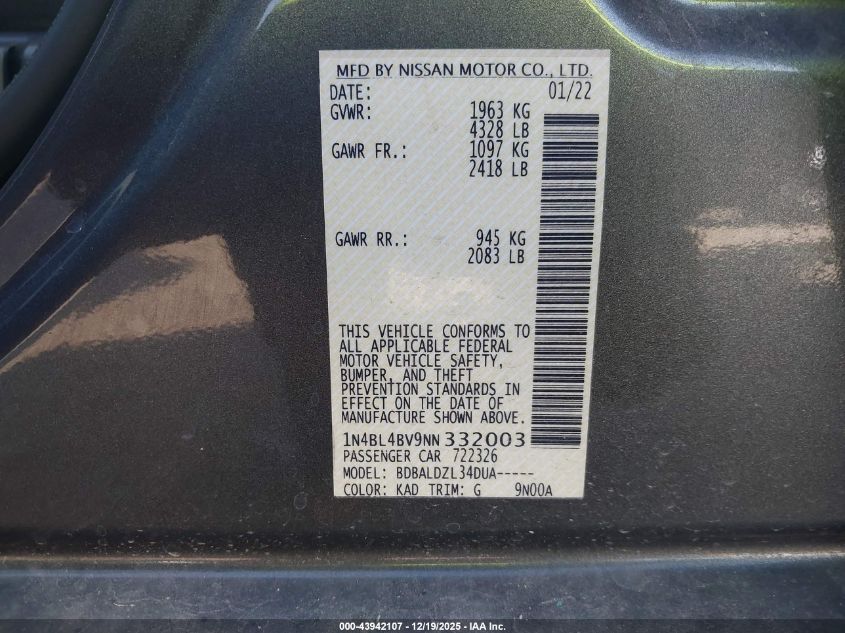 MFD BY NISSAN MOTOR CO., LTD.
DATE: 01/22
GVWR: 1963 KG
4328 LB
GAWR FR.: 1097 KG
2418 LB
GAWR RR.: 945 KG
2083 LB
THIS VEHICLE CONFORMS TO
ALL APPLICABLE FEDERAL
MOTOR VEHICLE SAFETY,
BUMPER, AND THEFT
PREVENTION STANDARDS IN
EFFECT ON THE DATE OF
MANUFACTURE SHOWN ABOVE.
1N4BL4BV9NN332003
PASSENGER CAR 722326
MODEL: BDBALDZL34DUA-----
COLOR: KAD TRIM: G 9N00A
000-43942107 - 12/19/2025 - IAA Inc.